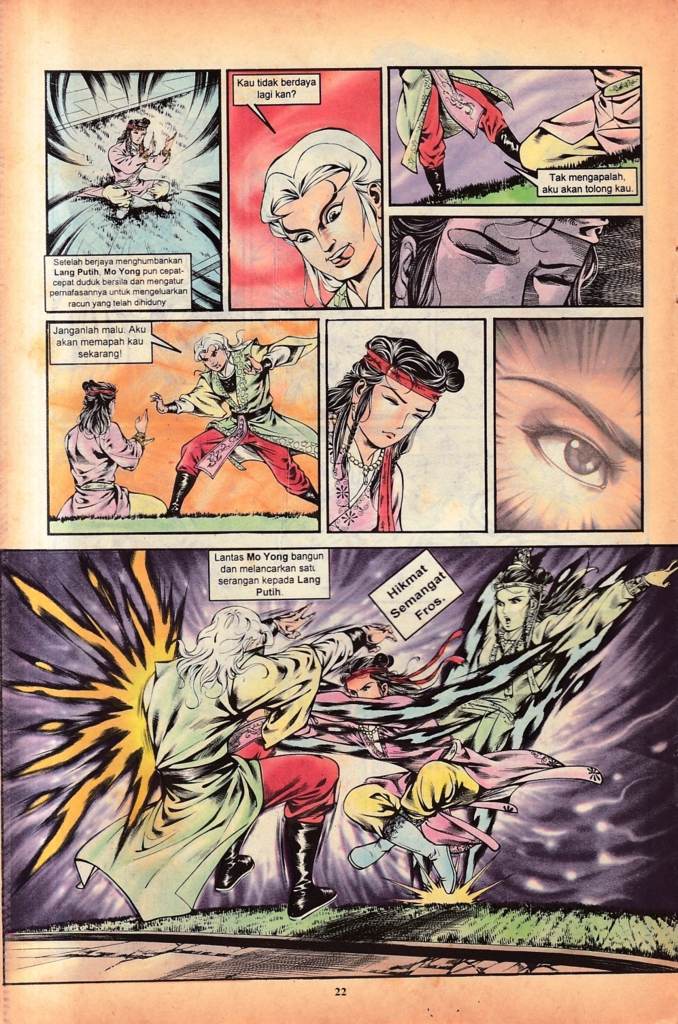 Setelah berjaya menghumbankan
Lang Putih, Mo Yong pun cepat-
cepat duduk bersila dan mengatur
pernafasannya untuk mengeluarkan
racun yang telah dihiduny
Kau tidak berdaya
lagi kan?
Tak mengapalah,
aku akan tolong kau.
Janganlah malu. Aku
akan memapah kau
sekarang!
Lantas Mo Yong bangun
dan melancarkan satu
serangan kepada Lang
Putih.
Hikmat
Semangat
Fros.
22